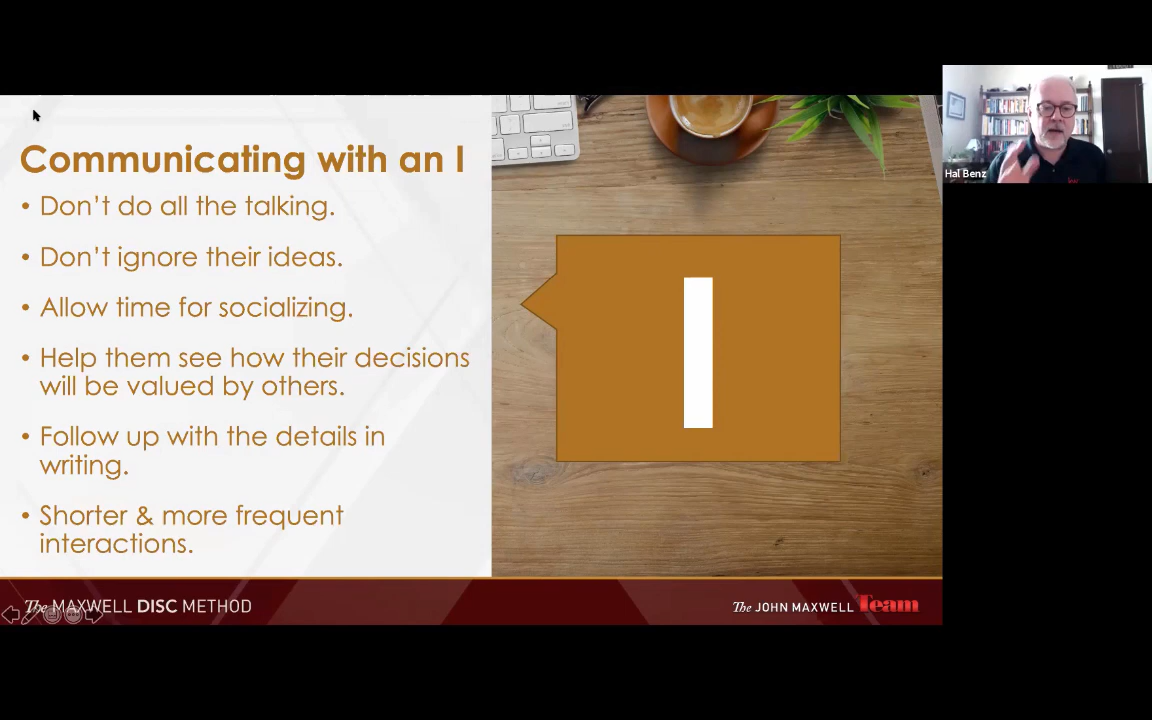 Communicating with an I
• Don't do all the talking.
• Don't ignore their ideas.
• Allow time for socializing.
• Help them see how their decisions
will be valued by others.
• Follow up with the details in
writing.
• Shorter & more frequent
interactions.
I
Hal Benz
The MAXWELL DISC METHOD
The JOHN MAXWELL Team